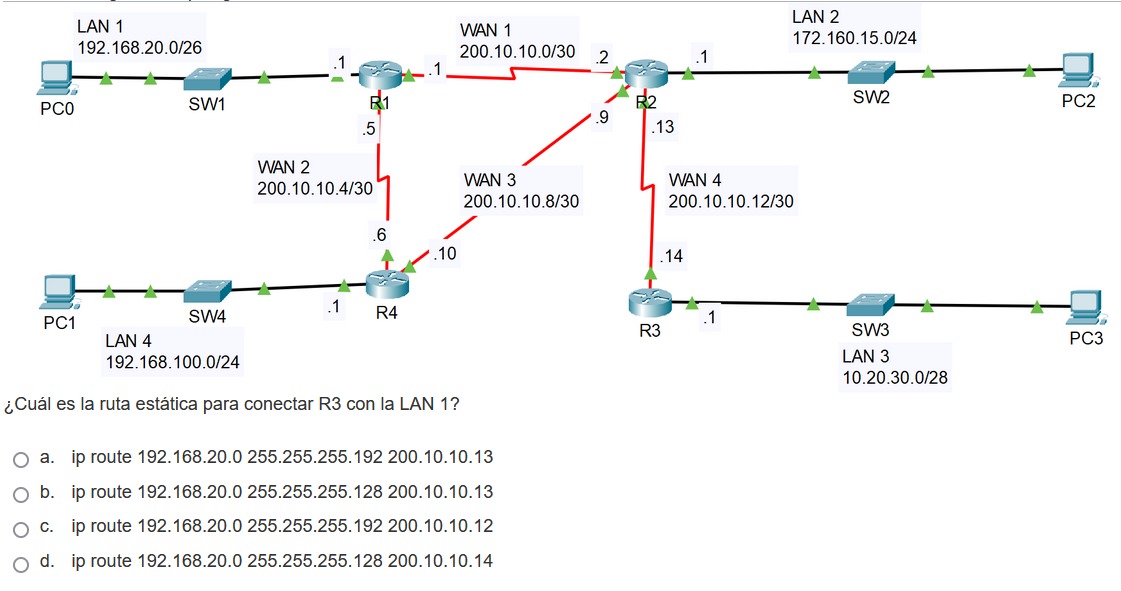 LAN 1
192.168.20.0/26
WAN 1
200.10.10.0/30
LAN 2
172.160.15.0/24
.1
.1
.2
.1
PC0
SW1
R1
R2
SW2
PC2
.5
.9
.13
WAN 2
200.10.10.4/30
WAN 3
200.10.10.8/30
WAN 4
200.10.10.12/30
.6
.10
.14
PC1
SW4
.1
R4
R3
.1
SW3
PC3
LAN 4
192.168.100.0/24
LAN 3
10.20.30.0/28
¿Cuál es la ruta estática para conectar R3 con la LAN 1?
a. ip route 192.168.20.0 255.255.255.192 200.10.10.13
b. ip route 192.168.20.0 255.255.255.128 200.10.10.13
c. ip route 192.168.20.0 255.255.255.192 200.10.10.12
d. ip route 192.168.20.0 255.255.255.128 200.10.10.14